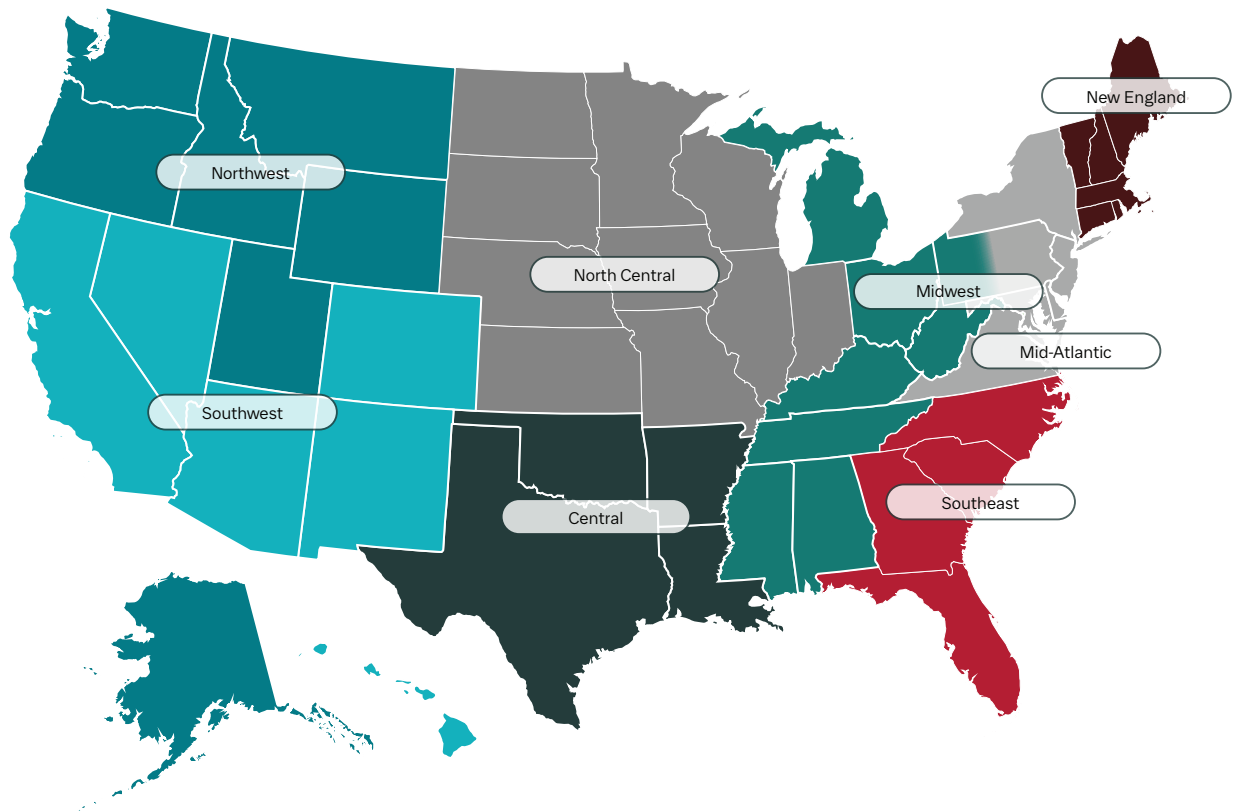 New England
Northwest
North Central
Midwest
Mid-Atlantic
Southwest
Southeast
Central